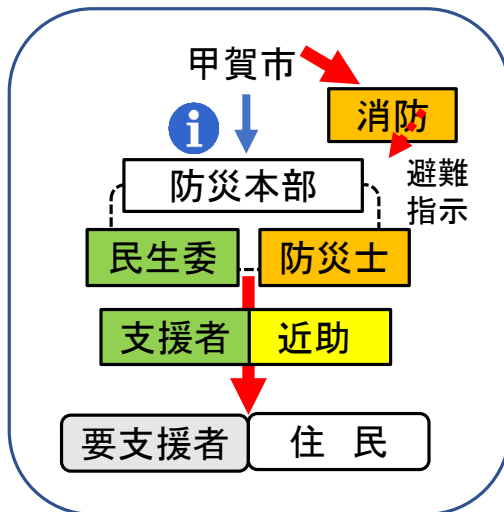 甲賀市
消防
i
避難
指示
防災本部
民生委
防災士
支援者
近助
要支援者
住 民